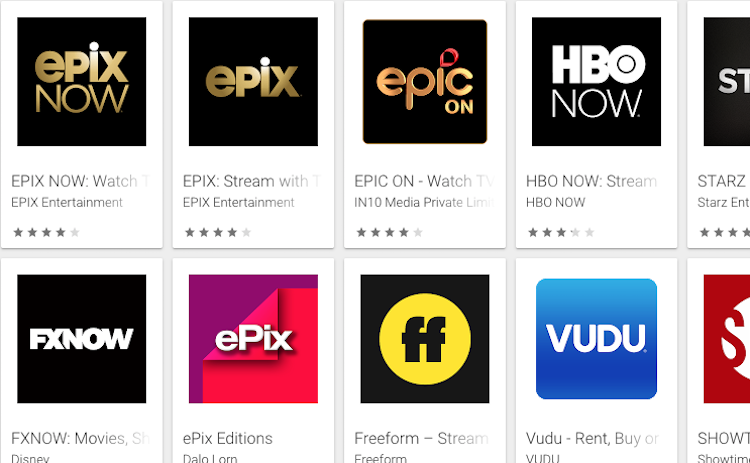 epix
NOW
EPIX NOW: Watch T
EPIX Entertainment
epix
EPIX: Stream with T
EPIX Entertainment
epic
ON
EPIC ON - Watch TV
IN10 Media Private Limi
HBO
NOW
HBO NOW: Stream
HBO NOW
ST
STARZ
Starz Ent
FXNOW
FXNOW: Movies, Sh
Disney
ePix
ePix Editions
Dalo Lorn
ff
Freeform – Stream
Freeform
VUDU
Vudu - Rent, Buy or
VUDU
S
SHOWT
Showtime